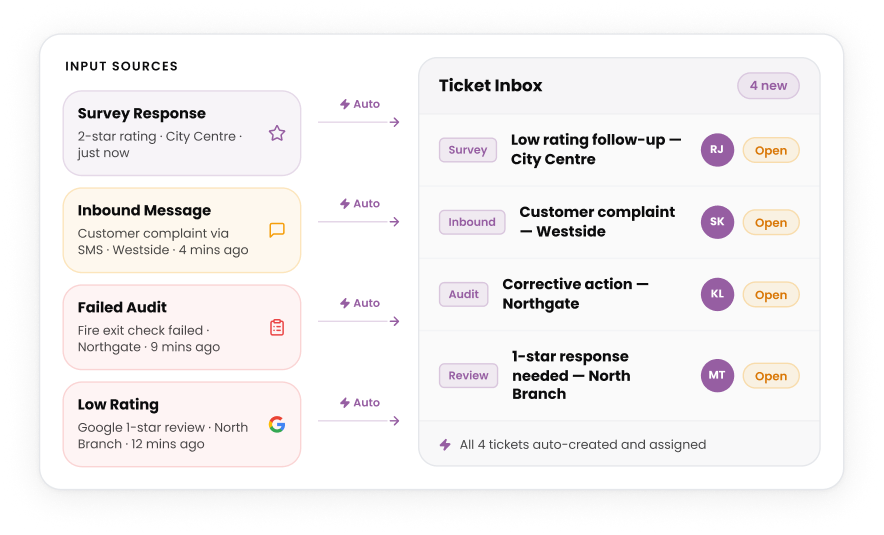 INPUT SOURCES
Survey Response
2-star rating · City Centre ·
just now
Auto
Inbound Message
Customer complaint via
SMS · Westside · 4 mins ago
Auto
Failed Audit
Fire exit check failed ·
Northgate · 9 mins ago
Auto
Low Rating
Google 1-star review · North
Branch · 12 mins ago
Auto
Ticket Inbox
4 new
Survey
Low rating follow-up —
City Centre
RJ
Open
Inbound
Customer complaint
— Westside
SK
Open
Audit
Corrective action —
Northgate
KL
Open
Review
1-star response
needed — North
Branch
MT
Open
All 4 tickets auto-created and assigned